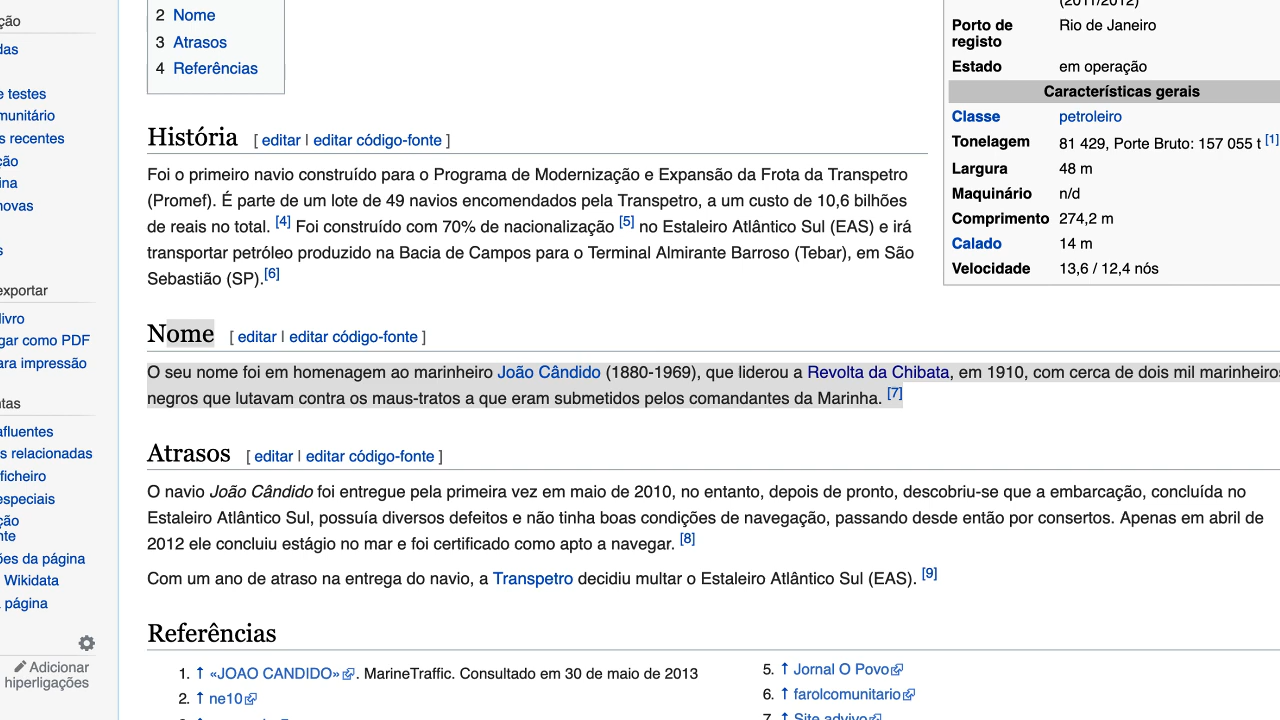 ção
das
e testes
munitário
s recentes
ção
ina
novas
s
exportar
livro
gar como PDF
ara impressão
ntas
afluentes
s relacionadas
ficheiro
especiais
ção
nte
ões da página
Wikidata
página
Adicionar
hiperligações
2 Nome
3 Atrasos
4 Referências
História [ editar | editar código-fonte ]
Foi o primeiro navio construído para o Programa de Modernização e Expansão da Frota da Transpetro
(Promef). É parte de um lote de 49 navios encomendados pela Transpetro, a um custo de 10,6 bilhões
de reais no total. [4] Foi construído com 70% de nacionalização [5] no Estaleiro Atlântico Sul (EAS) e irá
transportar petróleo produzido na Bacia de Campos para o Terminal Almirante Barroso (Tebar), em São
Sebastião (SP).[6]
(2011/2012)
Porto de registo Rio de Janeiro
Estado em operação
Características gerais
Classe petroleiro
Tonelagem 81 429, Porte Bruto: 157 055 t [1]
Largura 48 m
Maquinário n/d
Comprimento 274,2 m
Calado 14 m
Velocidade 13,6 / 12,4 nós
Nome [ editar | editar código-fonte ]
O seu nome foi em homenagem ao marinheiro João Cândido (1880-1969), que liderou a Revolta da Chibata, em 1910, com cerca de dois mil marinheiros
negros que lutavam contra os maus-tratos a que eram submetidos pelos comandantes da Marinha. [7]
Atrasos [ editar | editar código-fonte ]
O navio João Cândido foi entregue pela primeira vez em maio de 2010, no entanto, depois de pronto, descobriu-se que a embarcação, concluída no
Estaleiro Atlântico Sul, possuía diversos defeitos e não tinha boas condições de navegação, passando desde então por consertos. Apenas em abril de
2012 ele concluiu estágio no mar e foi certificado como apto a navegar. [8]
Com um ano de atraso na entrega do navio, a Transpetro decidiu multar o Estaleiro Atlântico Sul (EAS). [9]
Referências
1. ↑ «JOAO CANDIDO». MarineTraffic. Consultado em 30 de maio de 2013
2. ↑ ne10
5. ↑ Jornal O Povo
6. ↑ farolcomunitario
7. ↑ Site advivo